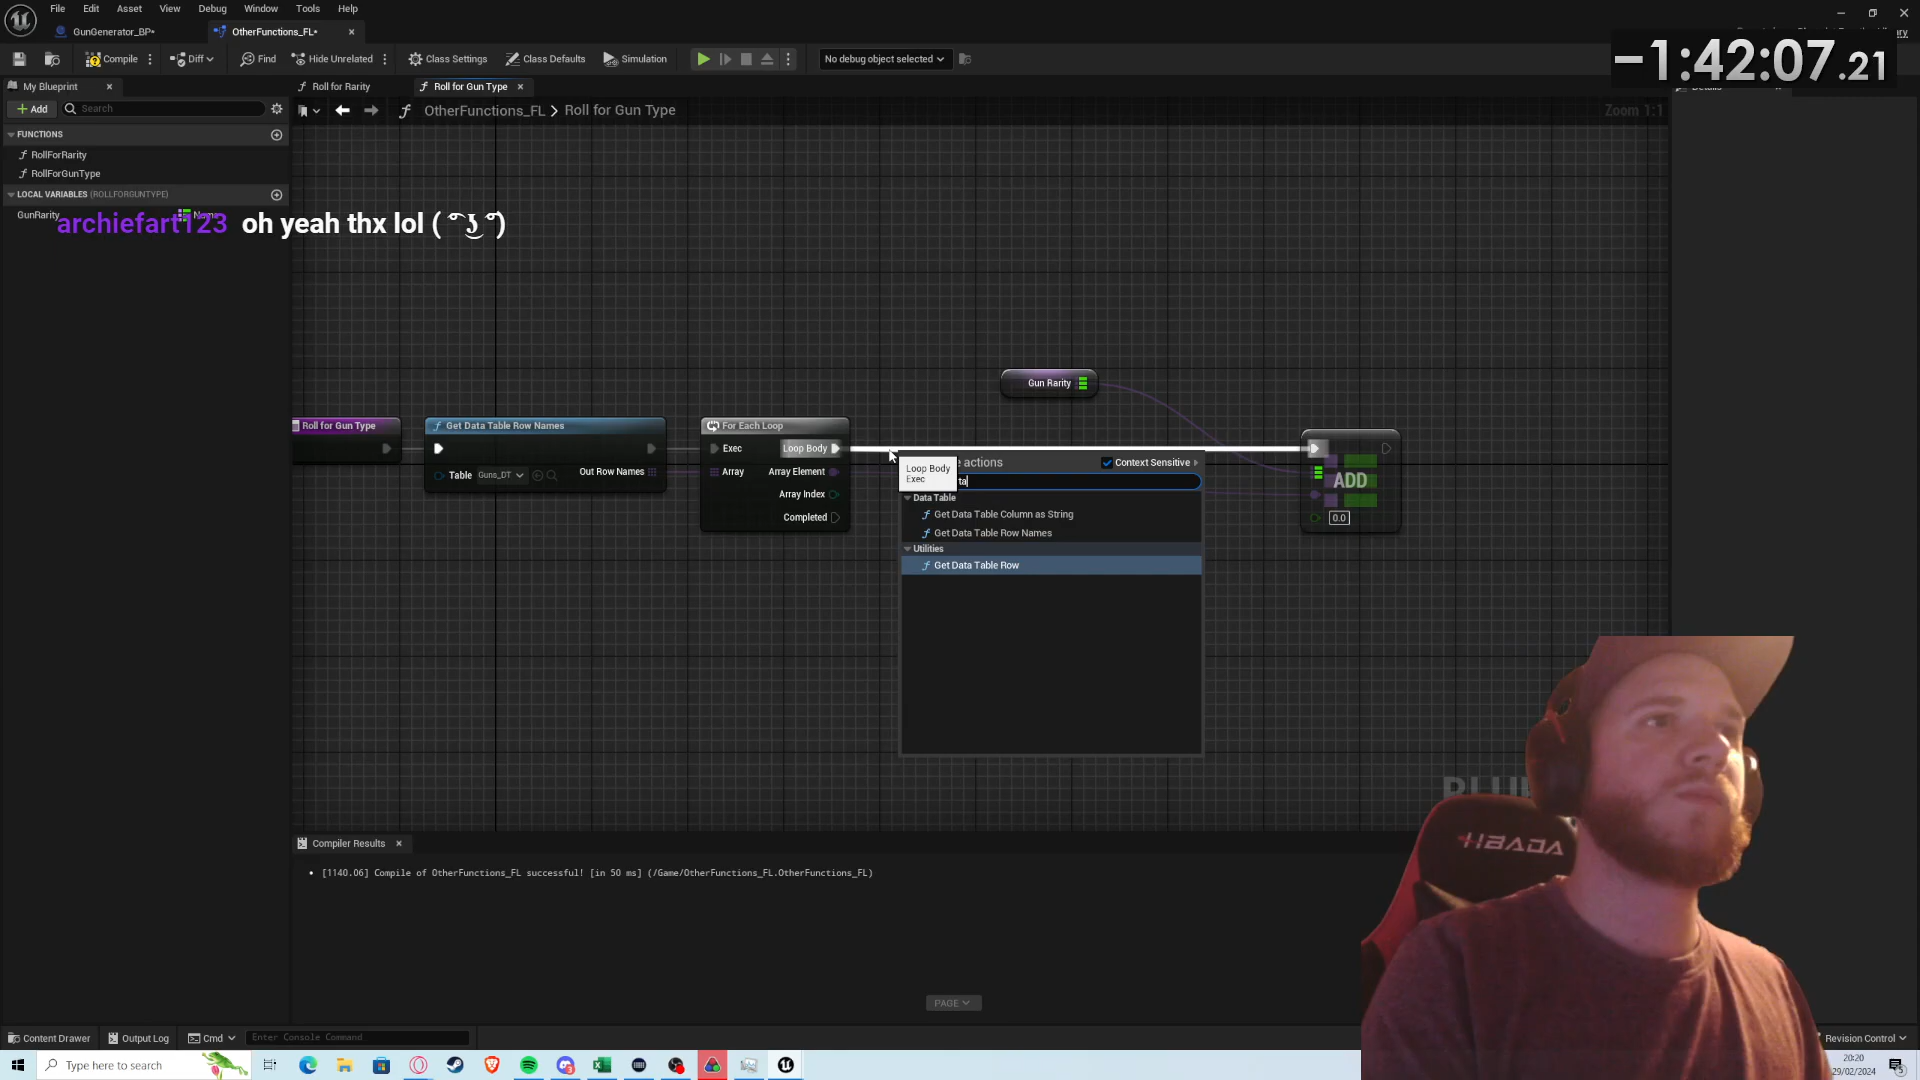 File Edit Asset View Debug Window Tools Help
GunGenerator_BP*
OtherFunctions_FL*
Compile
Diff
Find
Hide Unrelated
Class Settings
Class Defaults
Simulation
No debug object selected
-1:42:07.21
My Blueprint
Roll for Rarity
Roll for Gun Type
Add
Search
OtherFunctions_FL > Roll for Gun Type
Zoom 1:1
FUNCTIONS
RollForRarity
RollForGunType
LOCAL VARIABLES (ROLLFORGUNTYPE)
GunRarity
archiefart123 oh yeah thx lol ( ͡° ͜ʖ ͡°)
Gun Rarity
Roll for Gun Type
Get Data Table Row Names
Table Guns_DT
Out Row Names
For Each Loop
Exec
Loop Body
Array
Array Element
Array Index
Completed
ADD
0.0
Loop Body
Exec
actions
Context Sensitive
ta
Data Table
Get Data Table Column as String
Get Data Table Row Names
Utilities
Get Data Table Row
Compiler Results
[1140.06] Compile of OtherFunctions_FL successful! [in 50 ms] (/Game/OtherFunctions_FL.OtherFunctions_FL)
HIBADA
PAGE
Content Drawer
Output Log
Cmd
Enter Console Command
Revision Control
Type here to search
20:20
29/02/2024